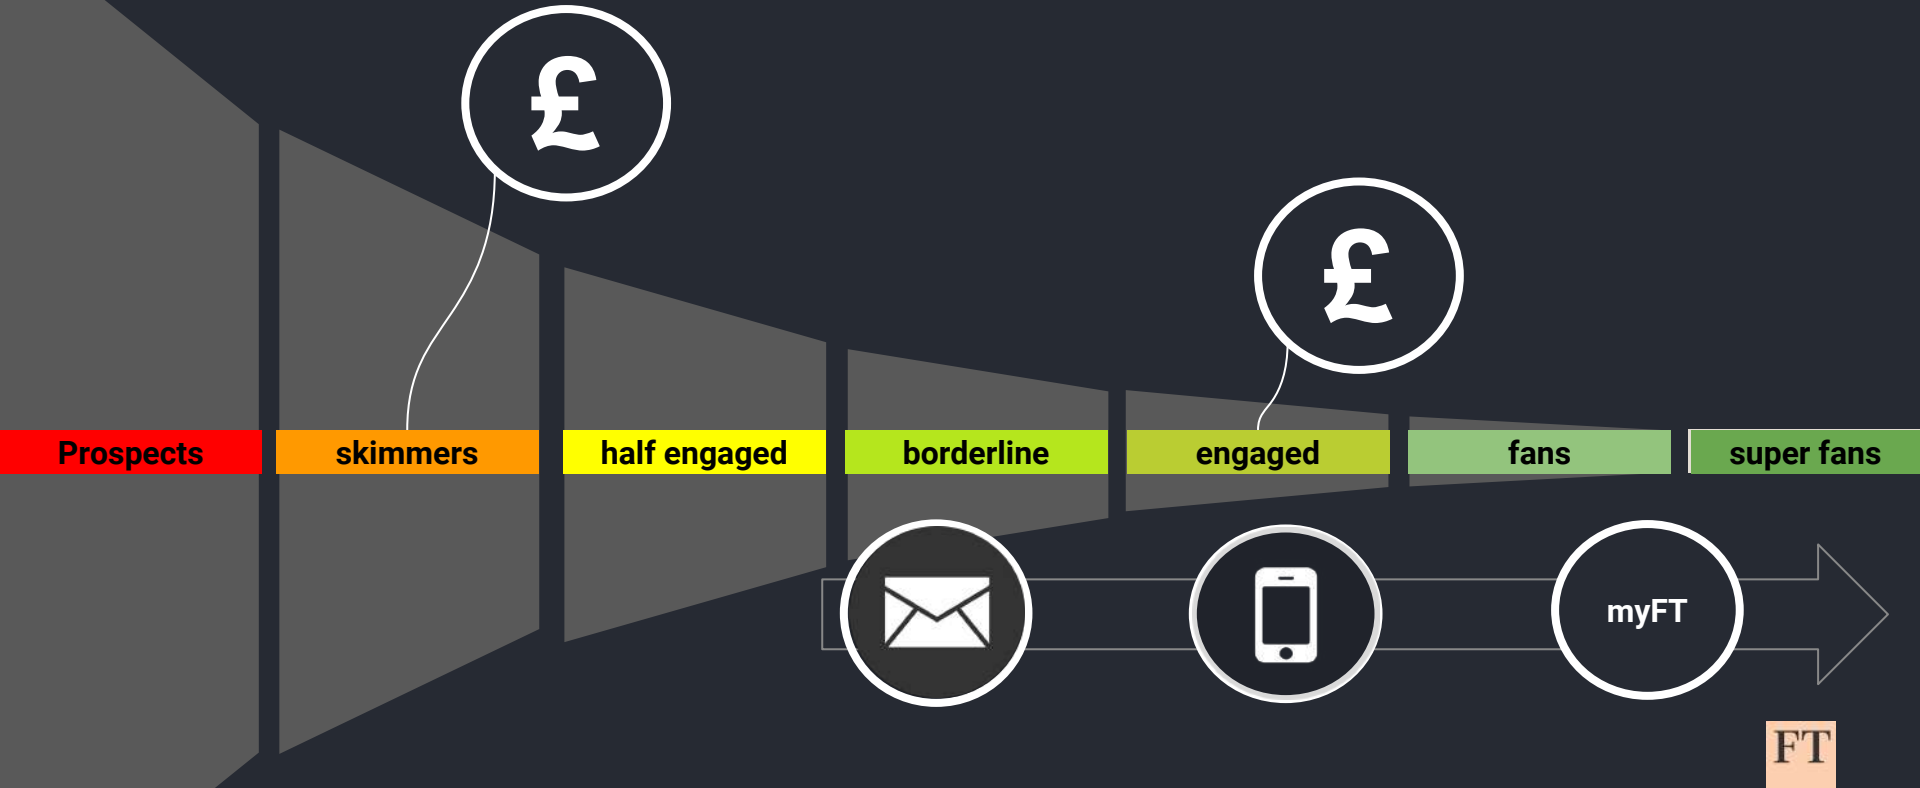 £
£
Prospects
skimmers
half engaged
borderline
engaged
fans
super fans
myFT
FT